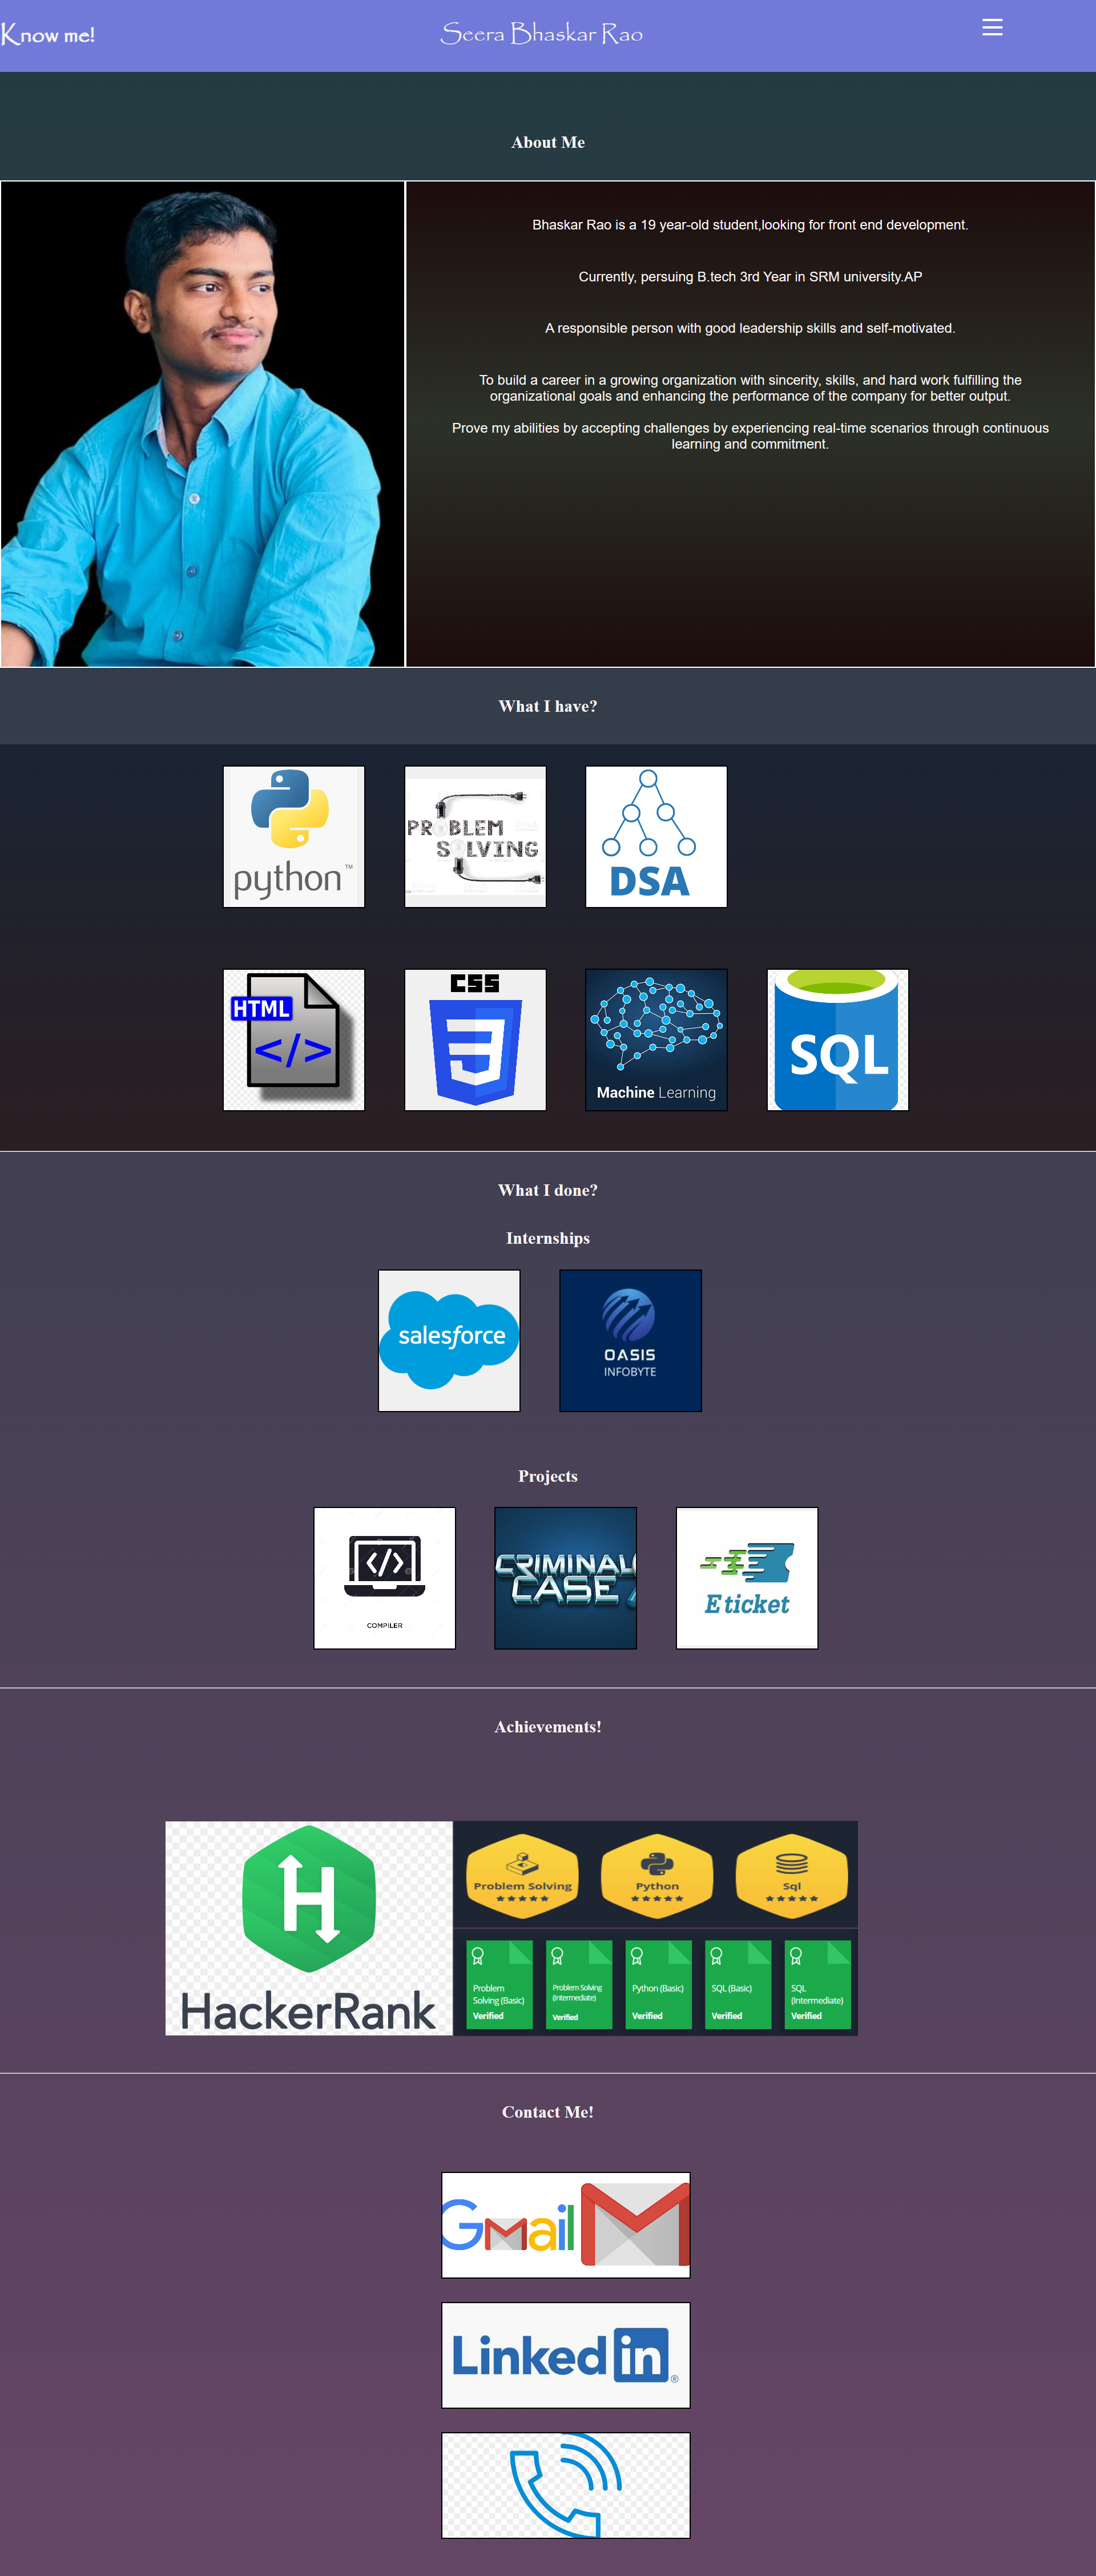 Know me!
Seera Bhaskar Rao
About Me
Bhaskar Rao is a 19 year-old student,looking for front end development.
Currently, persuing B.tech 3rd Year in SRM university.AP
A responsible person with good leadership skills and self-motivated.
To build a career in a growing organization with sincerity, skills, and hard work fulfilling the
organizational goals and enhancing the performance of the company for better output.
Prove my abilities by accepting challenges by experiencing real-time scenarios through continuous
learning and commitment.
What I have?
python™
PROBLEM
SOLVING
DSA
HTML
</>
CSS
Machine Learning
SQL
What I done?
Internships
salesforce
OASIS
INFOBYTE
Projects
</>
COMPILER
CRIMINAL
CASE
E ticket
Achievements!
H
HackerRank
Problem Solving
Python
Sql
Problem
Solving (Basic)
Verified
Problem Solving
(Intermediate)
Verified
Python (Basic)
Verified
SQL (Basic)
Verified
SQL
(Intermediate)
Verified
Contact Me!
Gmail
Linked in®